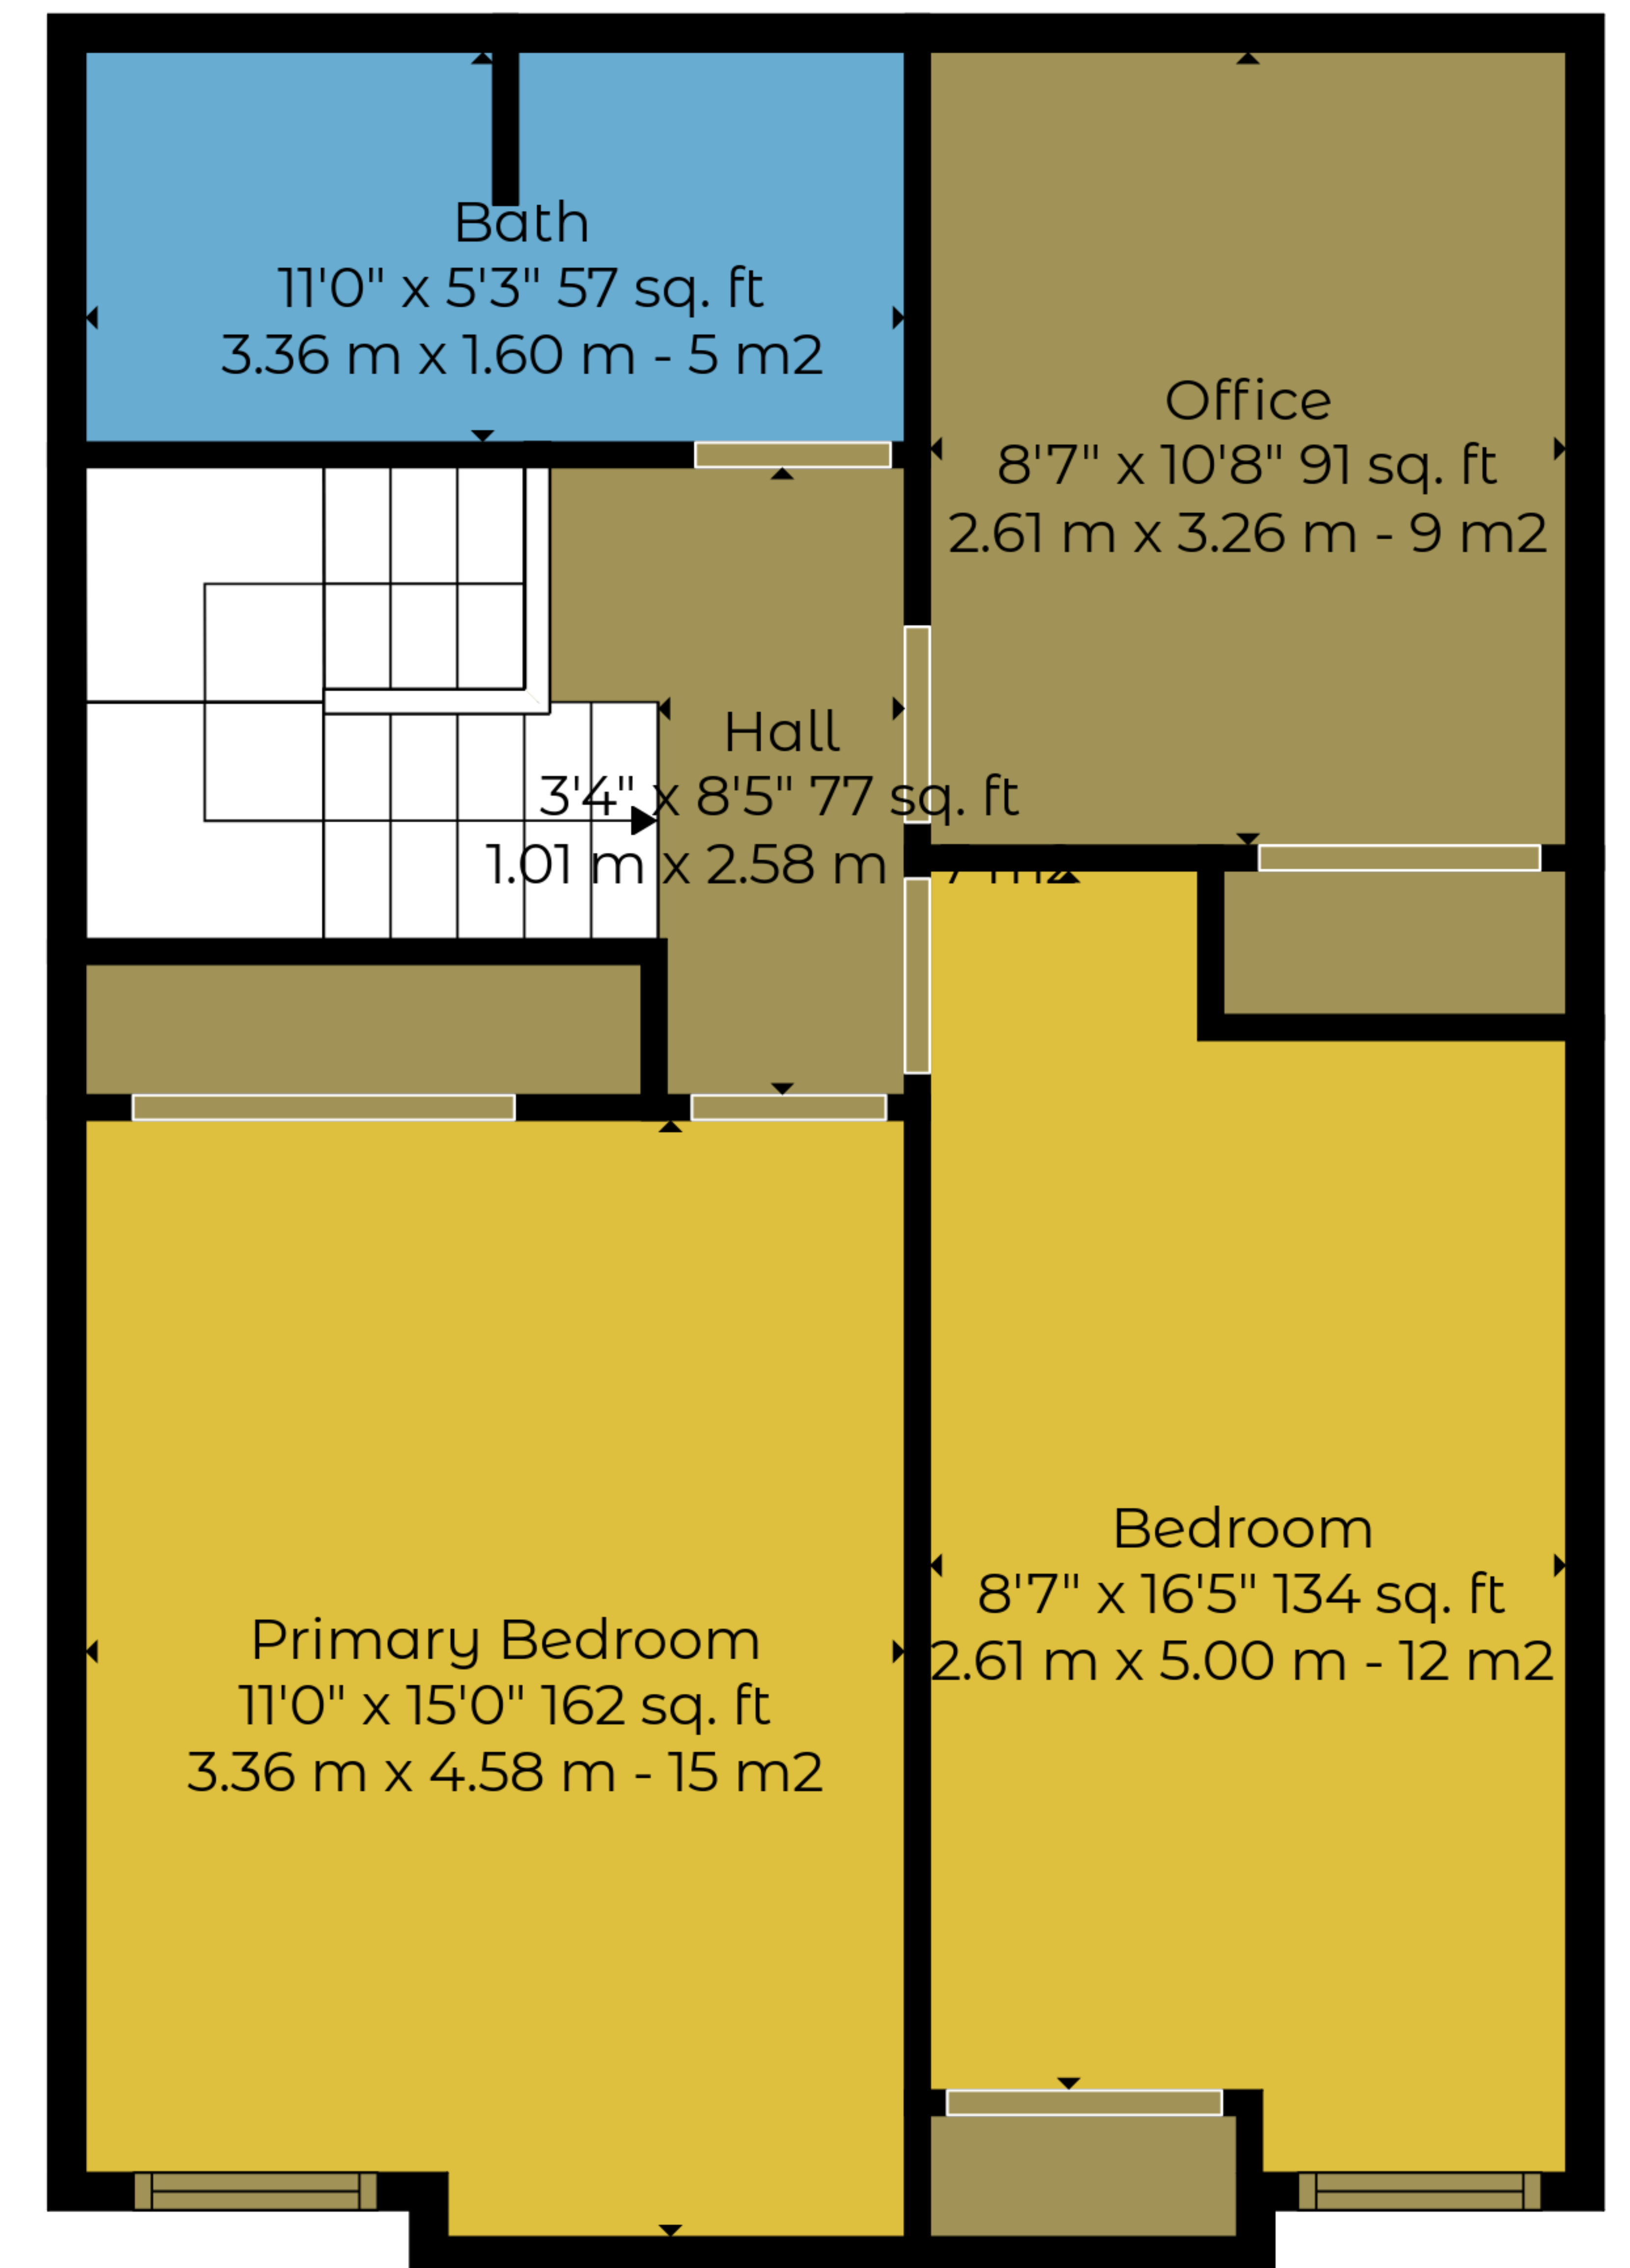 Bath
11'0" x 5'3" 57 sq. ft
3.36 m x 1.60 m - 5 m2
Office
8'7" x 10'8" 91 sq. ft
2.61 m x 3.26 m - 9 m2
Hall
3'4" x 8'5" 77 sq. ft
1.01 m x 2.58 m
Bedroom
8'7" x 16'5" 134 sq. ft
2.61 m x 5.00 m - 12 m2
Primary Bedroom
11'0" x 15'0" 162 sq. ft
3.36 m x 4.58 m - 15 m2